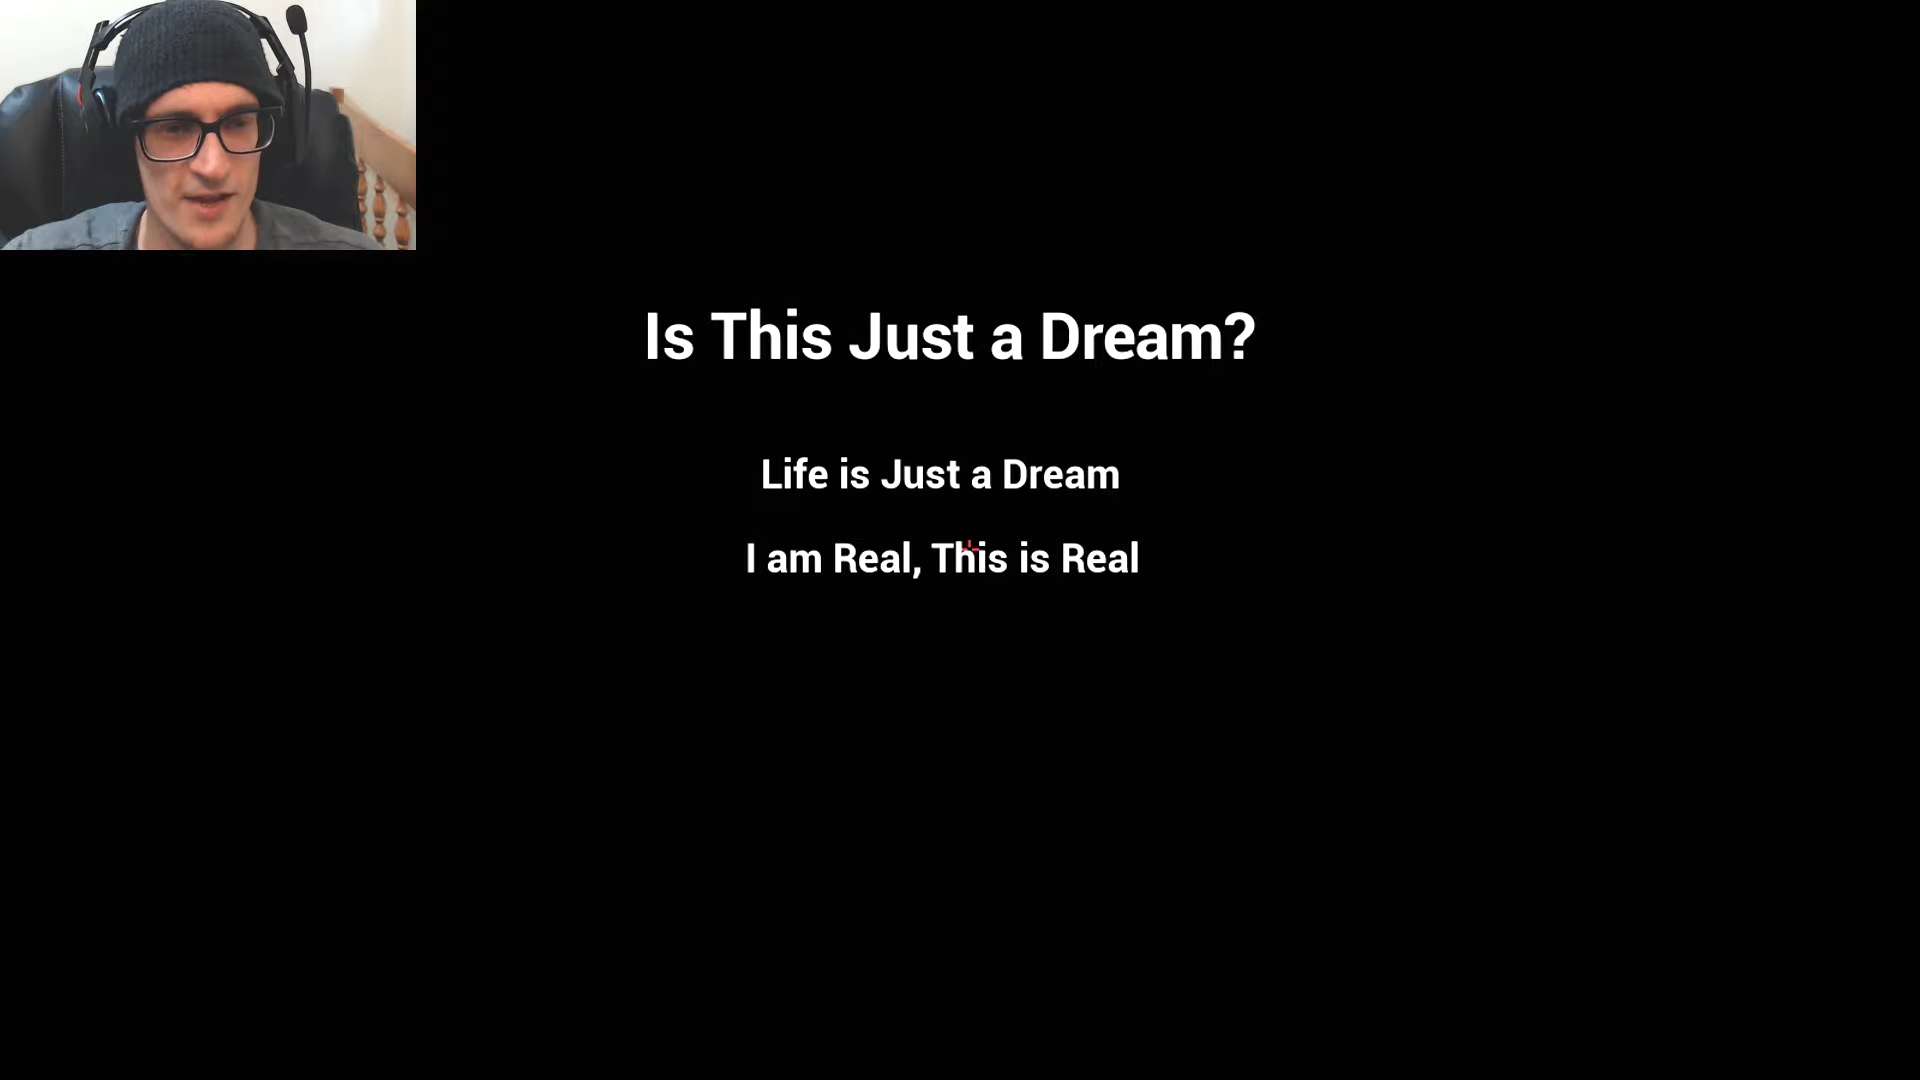 Is This Just a Dream?
Life is Just a Dream
I am Real, This is Real